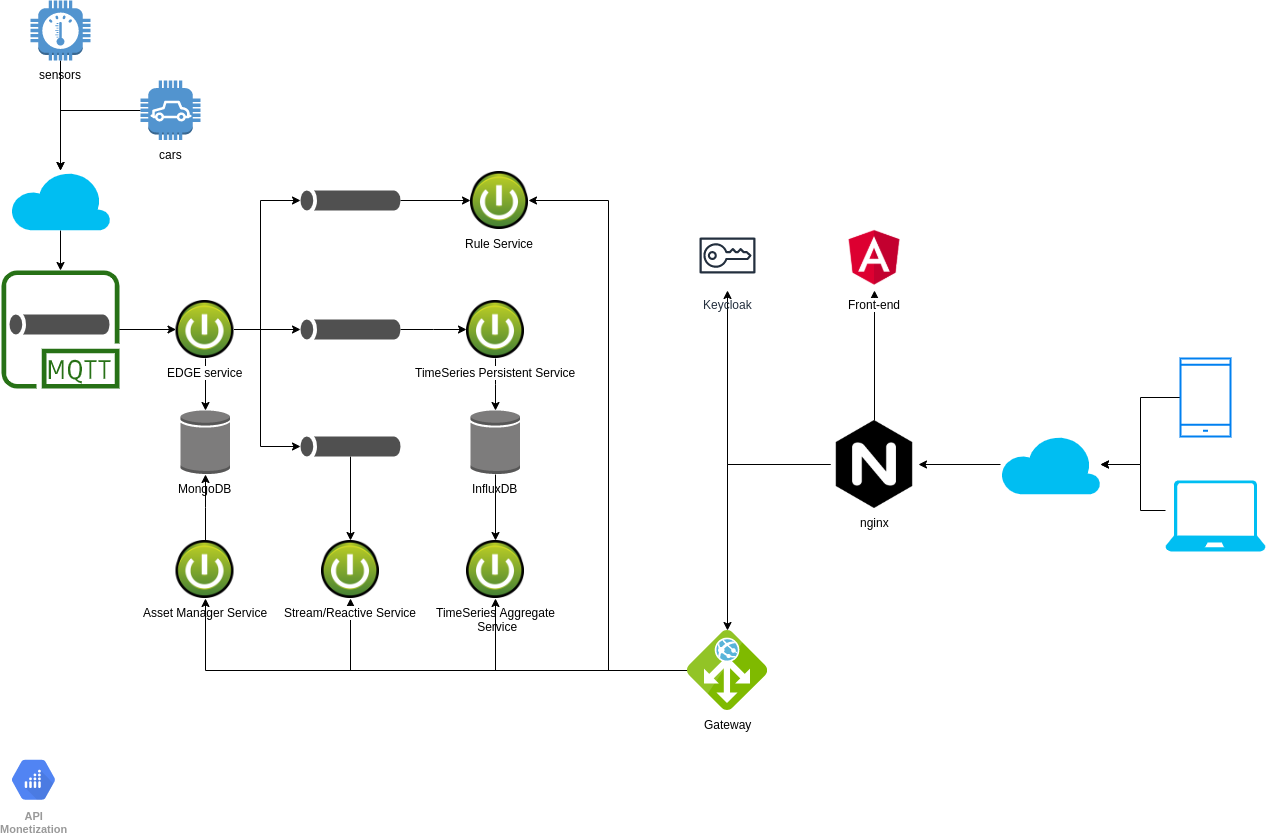 sensors
cars
Rule Service
Keycloak
Front-end
MQTT
EDGE service
TimeSeries Persistent Service
MongoDB
InfluxDB
N
nginx
Asset Manager Service
Stream/Reactive Service
TimeSeries Aggregate
Service
Gateway
API
Monetization